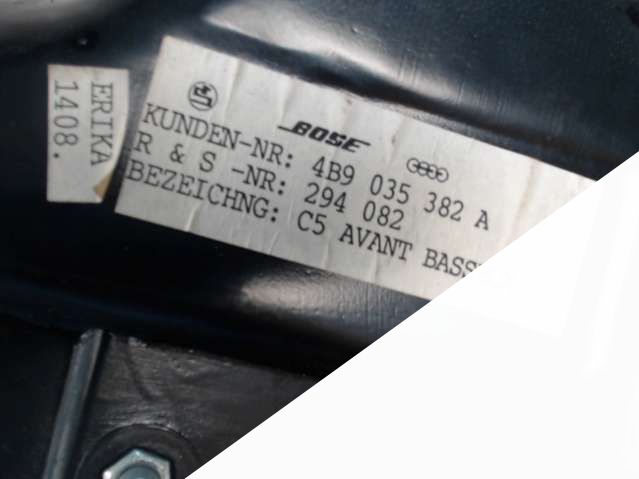 ERIKA
1408.
BOSE
KUNDEN-NR: 4B9 035 382 A
R & S -NR: 294 082
BEZEICHNG: C5 AVANT